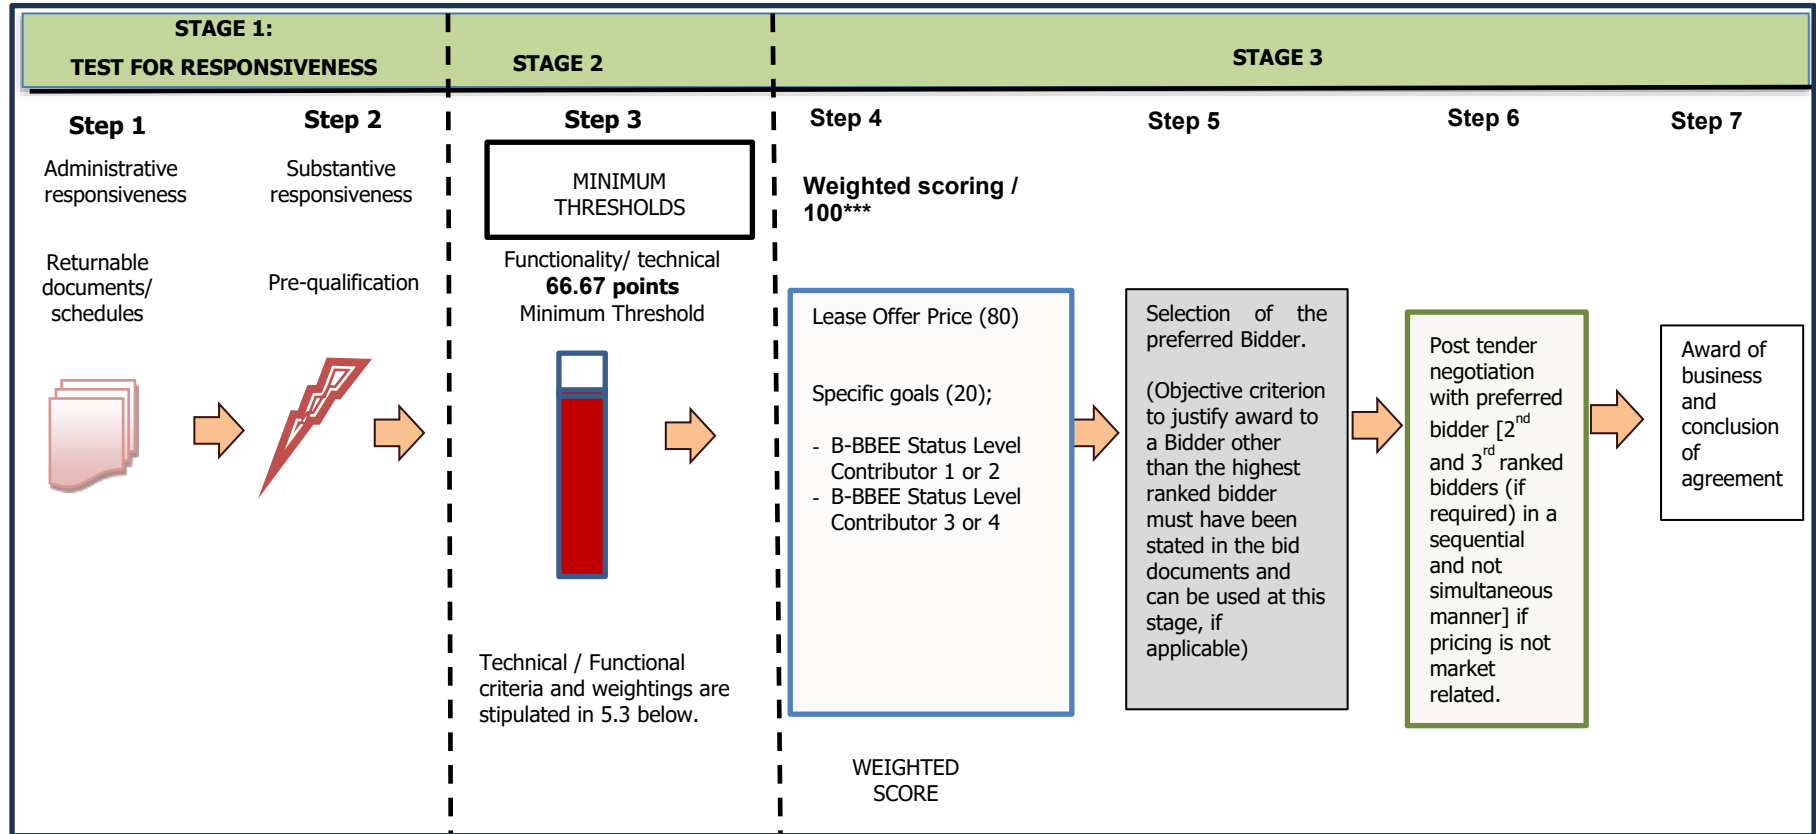 STAGE 1:
TEST FOR RESPONSIVENESS
STAGE 2
STAGE 3
Step 1
Administrative
responsiveness
Returnable
documents/
schedules
Step 2
Substantive
responsiveness
Pre-qualification
Step 3
MINIMUM
THRESHOLDS
Functionality/ technical
66.67 points
Minimum Threshold
Technical / Functional
criteria and weightings are
stipulated in 5.3 below.
Step 4
Weighted scoring /
100***
Lease Offer Price (80)
Specific goals (20);
- B-BBEE Status Level
Contributor 1 or 2
- B-BBEE Status Level
Contributor 3 or 4
WEIGHTED
SCORE
Step 5
Selection of the
preferred Bidder.
(Objective criterion
to justify award to
a Bidder other
than the highest
ranked bidder
must have been
stated in the bid
documents and
can be used at this
stage, if
applicable)
Step 6
Post tender
negotiation
with preferred
bidder [2nd
and 3rd ranked
bidders (if
required) in a
sequential
and not
simultaneous
manner] if
pricing is not
market
related.
Step 7
Award of
business
and
conclusion
of
agreement